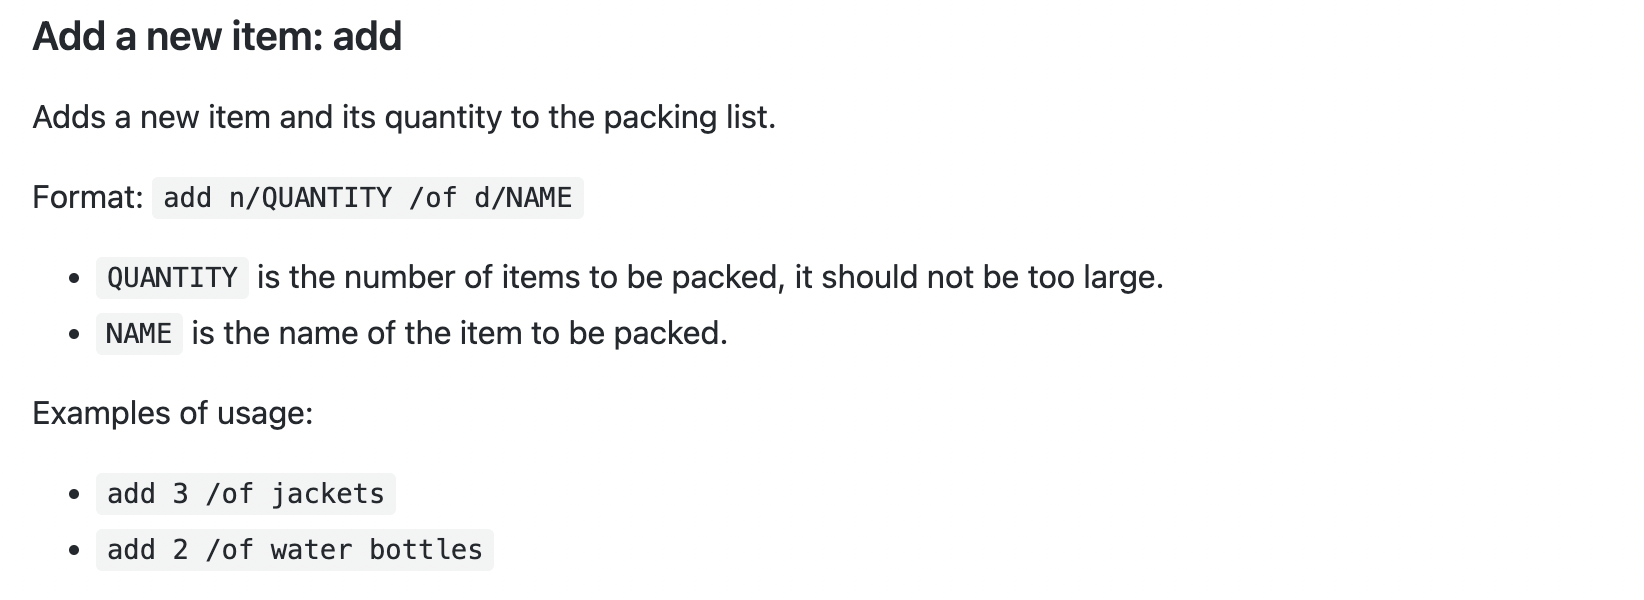 Add a new item: add
Adds a new item and its quantity to the packing list.
Format: add n/QUANTITY /of d/NAME
• QUANTITY is the number of items to be packed, it should not be too large.
• NAME is the name of the item to be packed.
Examples of usage:
• add 3 /of jackets
• add 2 /of water bottles